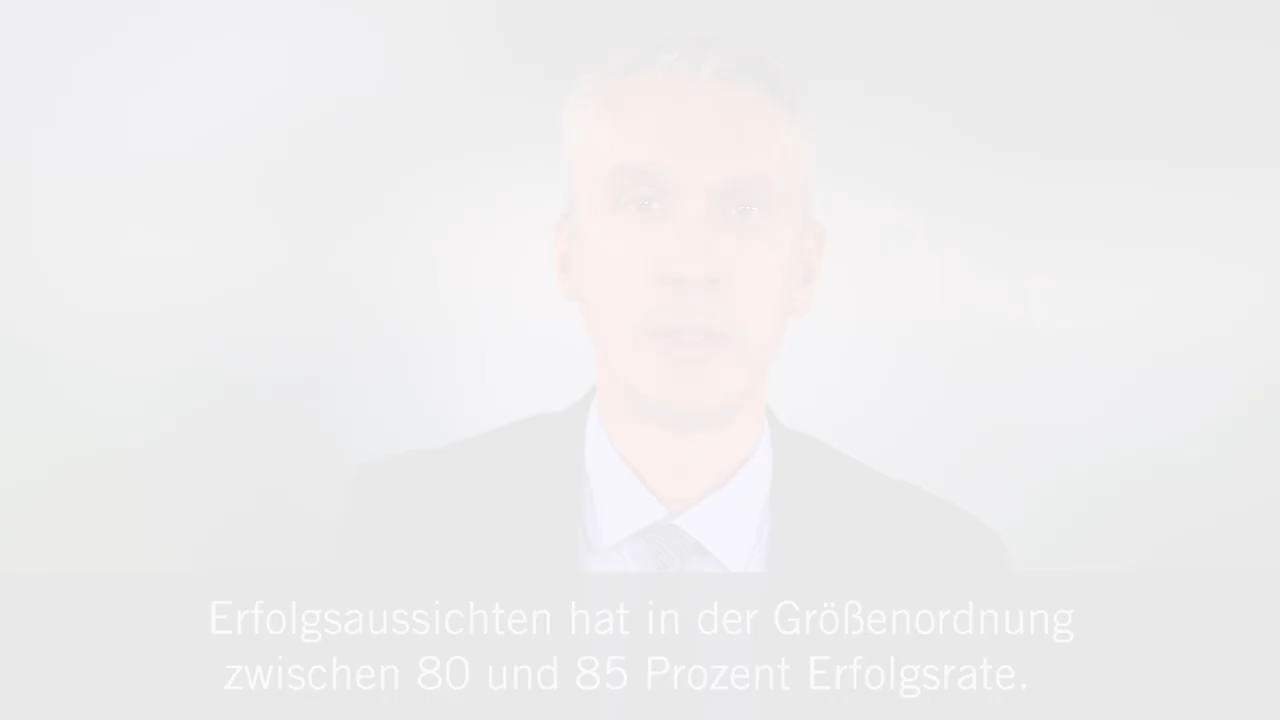 Erfolgsaussichten hat in der Größenordnung
zwischen 80 und 85 Prozent Erfolgsrate.